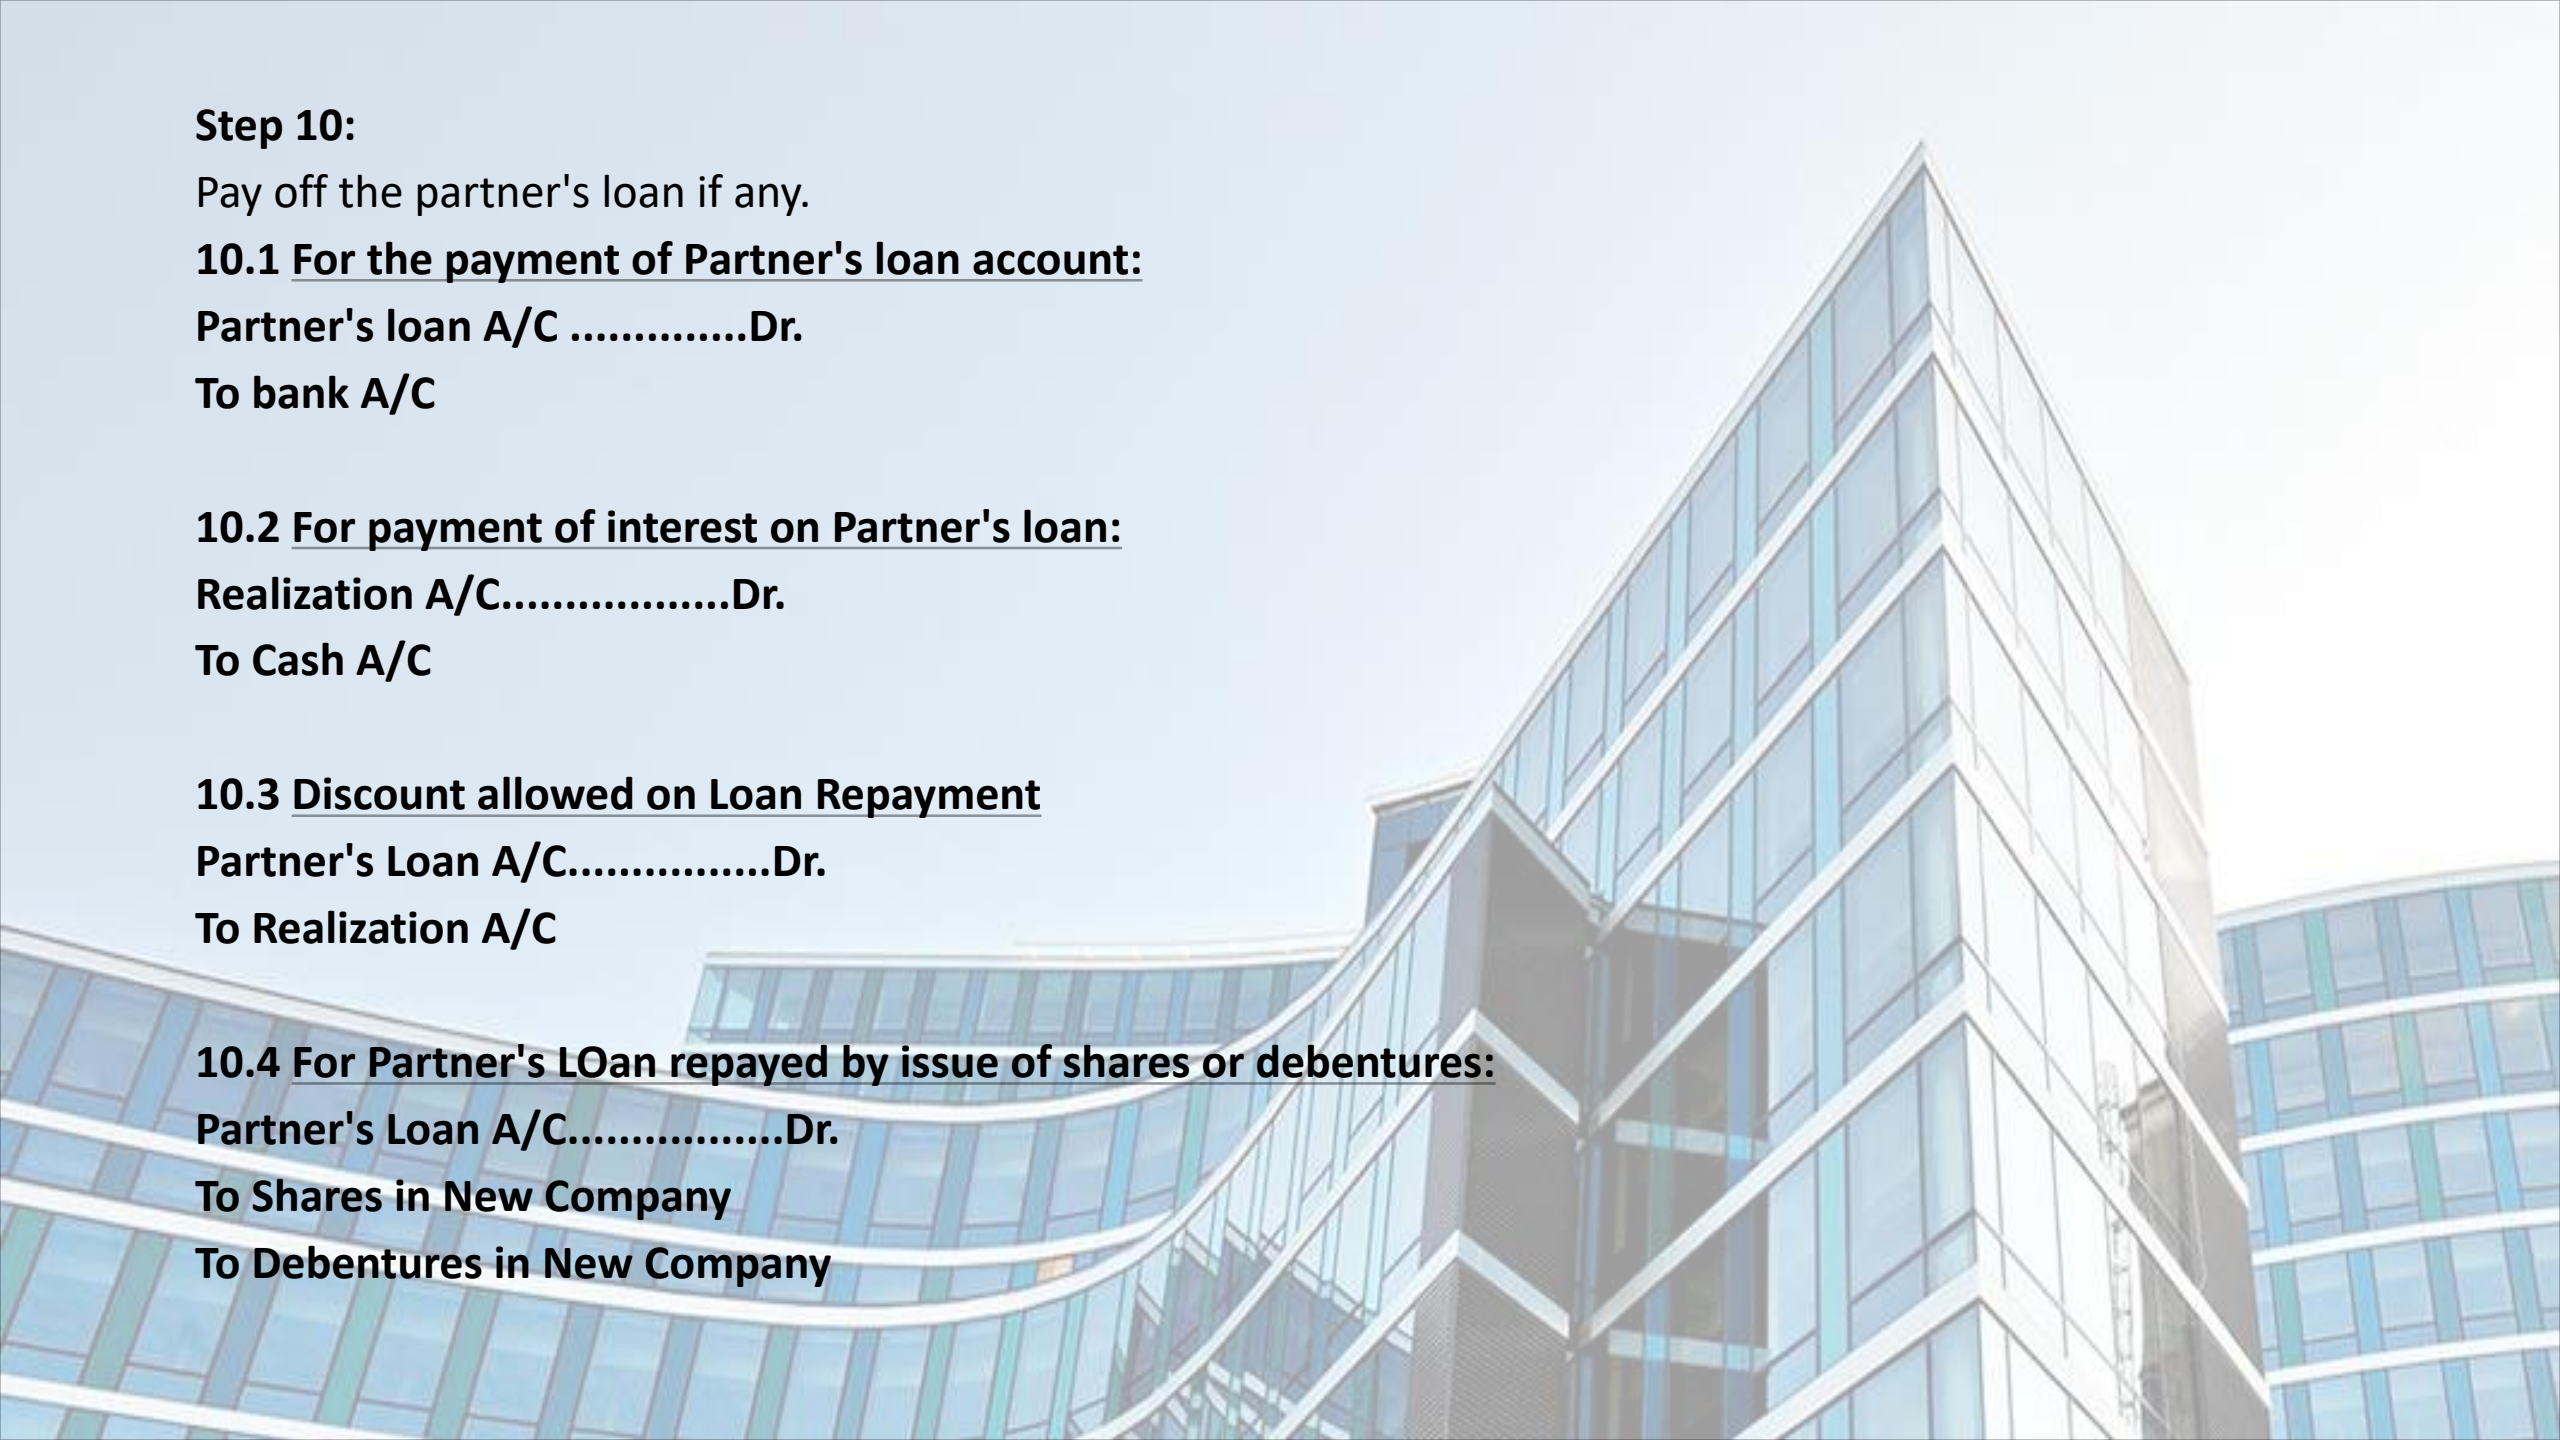 Step 10:
Pay off the partner's loan if any.
10.1 For the payment of Partner's loan account:
Partner's loan A/C ..............Dr.
To bank A/C
10.2 For payment of interest on Partner's loan:
Realization A/C..................Dr.
To Cash A/C
10.3 Discount allowed on Loan Repayment
Partner's Loan A/C................Dr.
To Realization A/C
10.4 For Partner's LOan repayed by issue of shares or debentures:
Partner's Loan A/C.................Dr.
To Shares in New Company
To Debentures in New Company